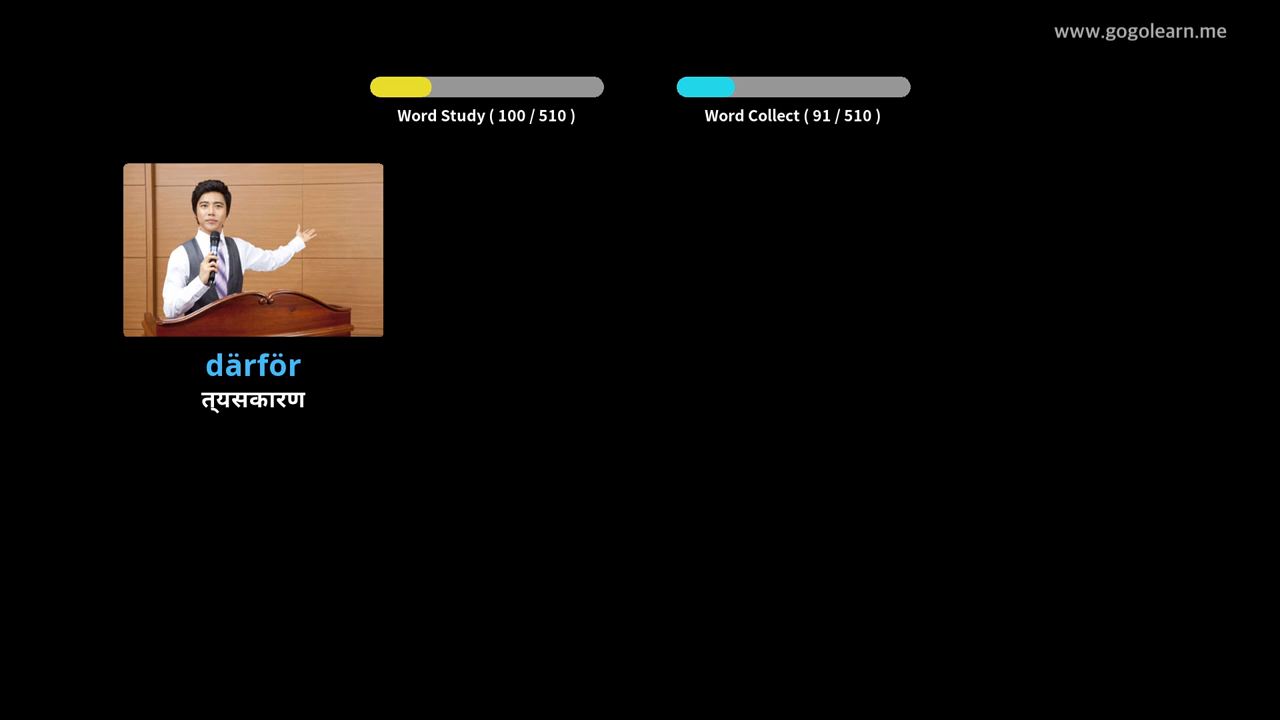 www.gogolearn.me
Word Study ( 100 / 510 )
Word Collect ( 91 / 510 )
därför
त्यसकारण